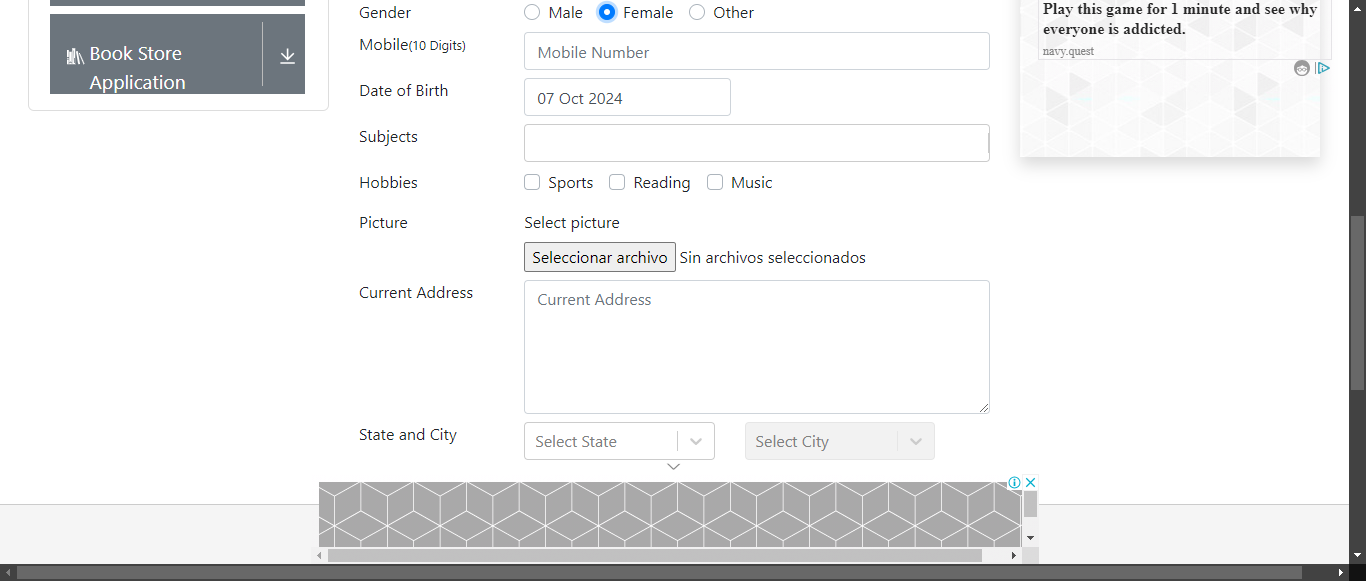 Book Store
Application
Gender
Male Female Other
Mobile(10 Digits)
Mobile Number
Date of Birth
07 Oct 2024
Subjects
Hobbies
Sports Reading Music
Picture
Select picture
Seleccionar archivo Sin archivos seleccionados
Current Address
Current Address
State and City
Select State
Select City
Play this game for 1 minute and see why
everyone is addicted.
navy.quest